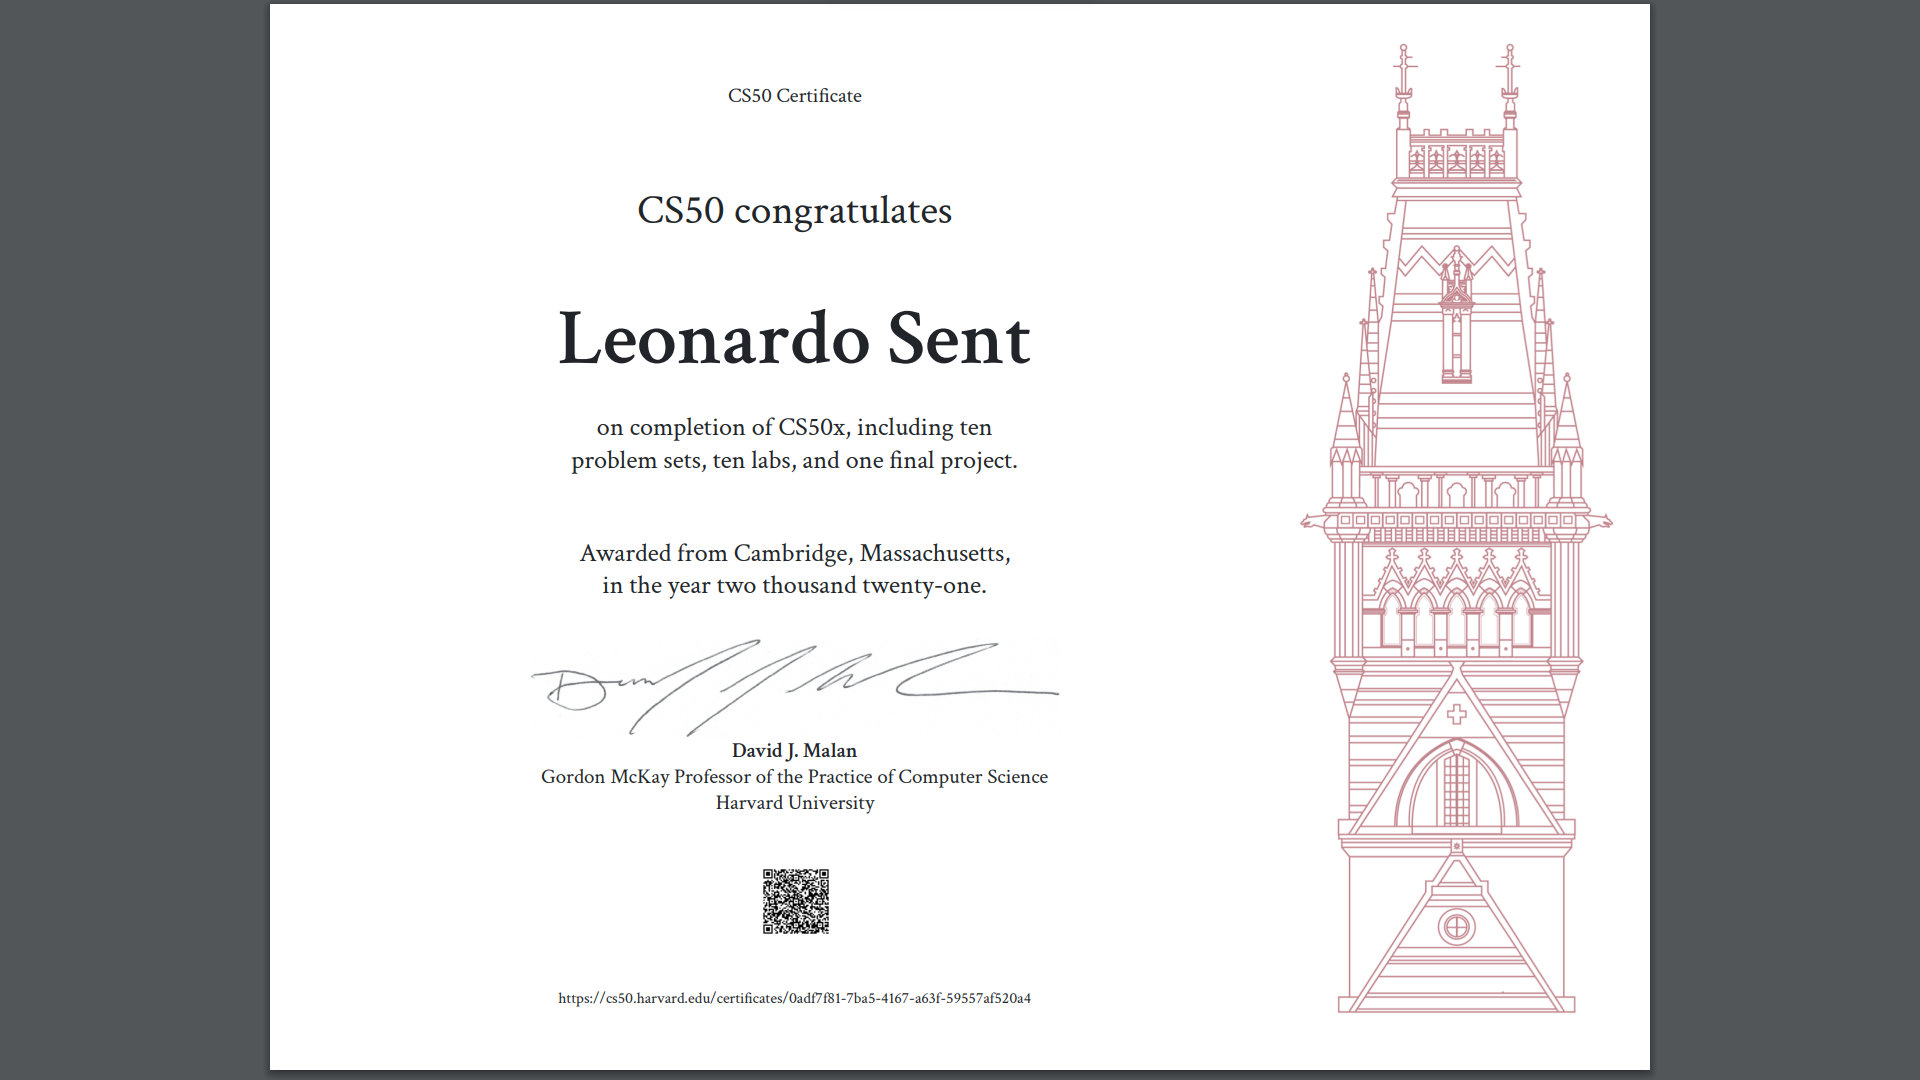 CS50 Certificate
CS50 congratulates
Leonardo Sent
on completion of CS50x, including ten
problem sets, ten labs, and one final project.
Awarded from Cambridge, Massachusetts,
in the year two thousand twenty-one.
David J. Malan
Gordon McKay Professor of the Practice of Computer Science
Harvard University
https://cs50.harvard.edu/certificates/0adf7f81-7ba5-4167-a63f-59557af520a4